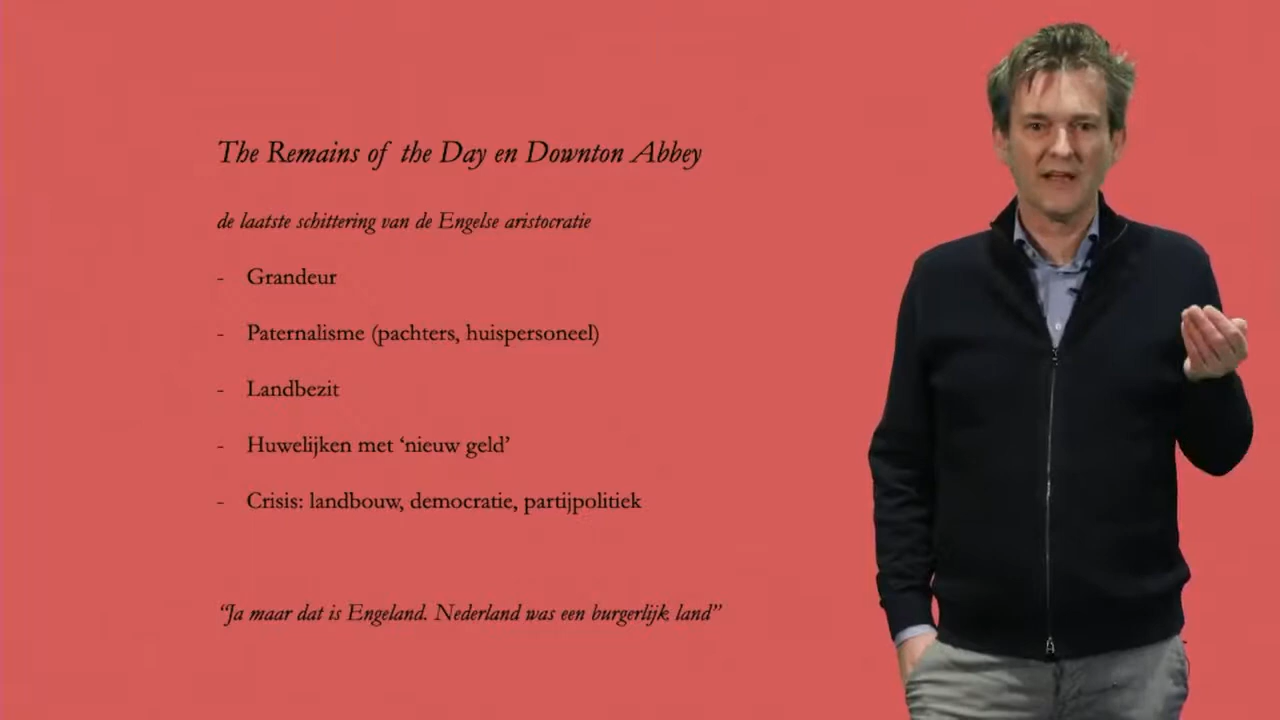 The Remains of the Day en Downton Abbey
de laatste schittering van de Engelse aristocratie
- Grandeur
- Paternalisme (pachters, huispersoneel)
- Landbezit
- Huwelijken met ‘nieuw geld’
- Crisis: landbouw, democratie, partijpolitiek
“Ja maar dat is Engeland. Nederland was een burgerlijk land”